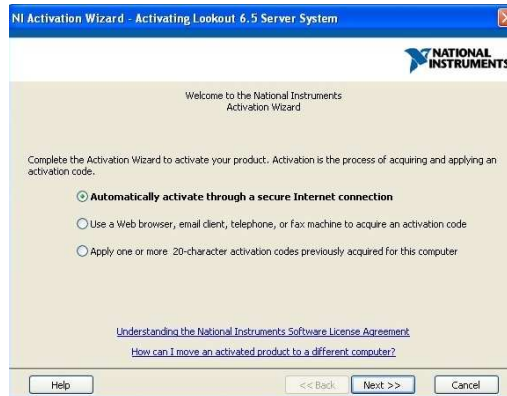 NI Activation Wizard - Activating Lookout 6.5 Server System
NATIONAL
INSTRUMENTS
Welcome to the National Instruments
Activation Wizard
Complete the Activation Wizard to activate your product. Activation is the process of acquiring and applying an
activation code.
Automatically activate through a secure Internet connection
Use a Web browser, email client, telephone, or fax machine to acquire an activation code
Apply one or more 20-character activation codes previously acquired for this computer
Understanding the National Instruments Software License Agreement
How can I move an activated product to a different computer?
Help
<< Back
Next >>
Cancel